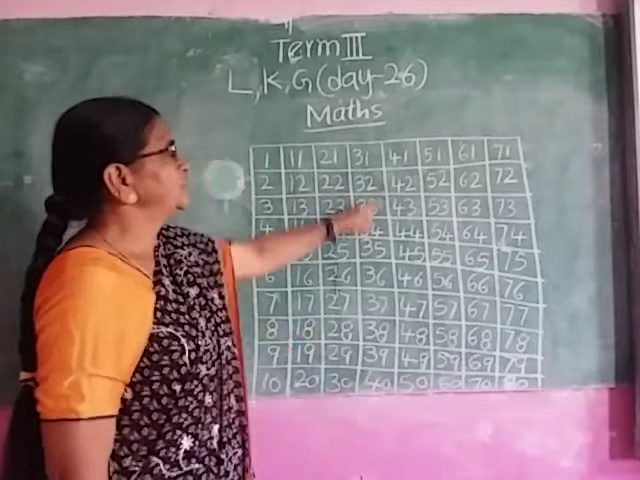 Term III
L,K,G(day-26)
Maths
1 11 21 31 41 51 61 71
2 12 22 32 42 52 62 72
3 13 23 43 53 63 73
4 34 44 54 64 74
25 35 45 55 65 75
6 16 26 36 46 56 66 76
7 17 27 37 47 57 67 77
8 18 28 38 48 58 68 78
9 19 29 39 49 59 69 79
10 20 30 40 50 60 70 80